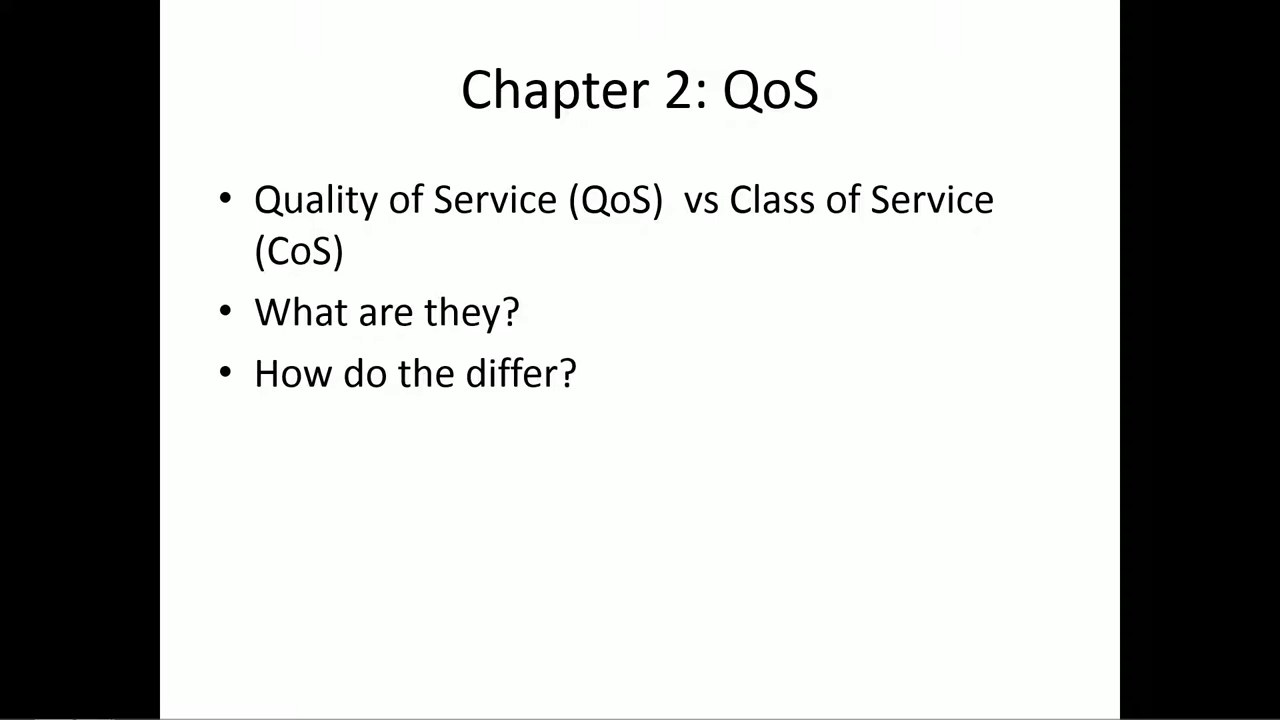 Chapter 2: QoS
• Quality of Service (QoS)  vs Class of Service
(CoS)
• What are they?
• How do the differ?